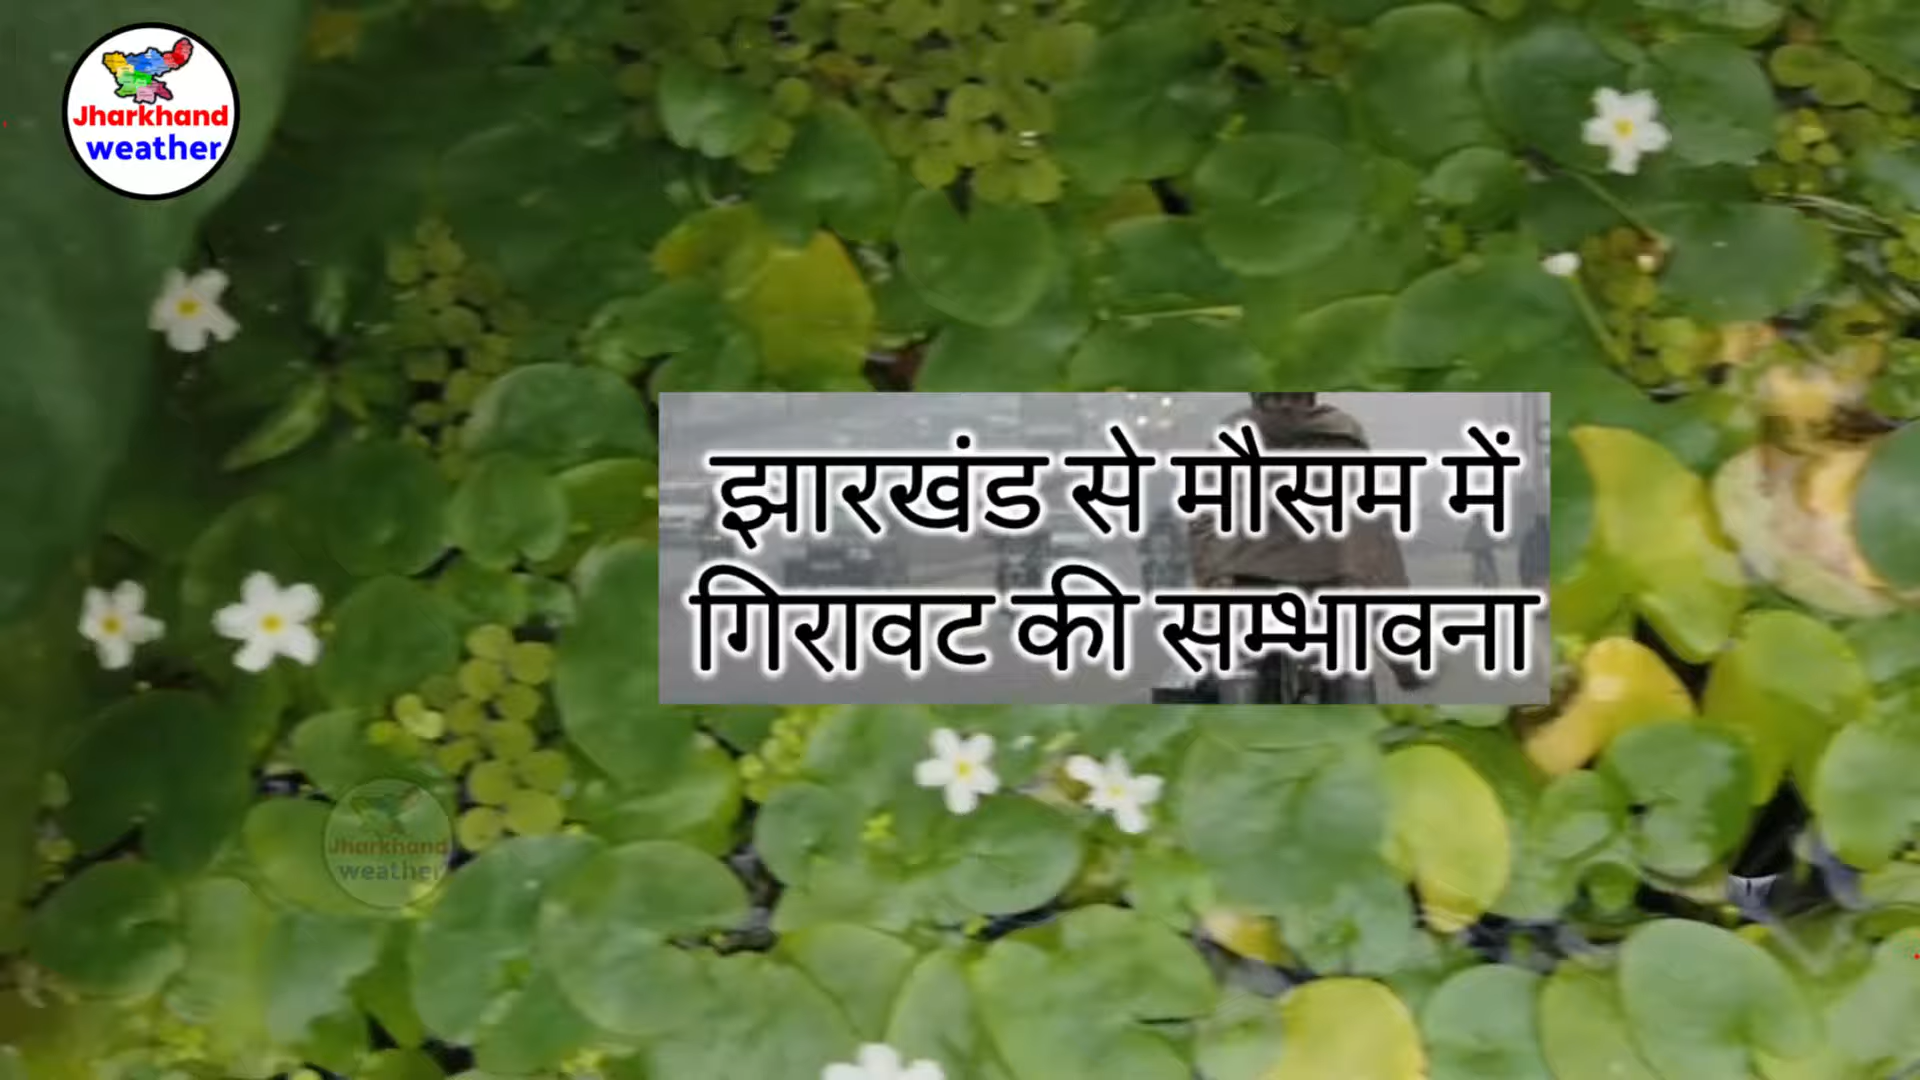 Jharkhand
weather
झारखंड से मौसम में
गिरावट की सम्भावना
Jharkhand
weather